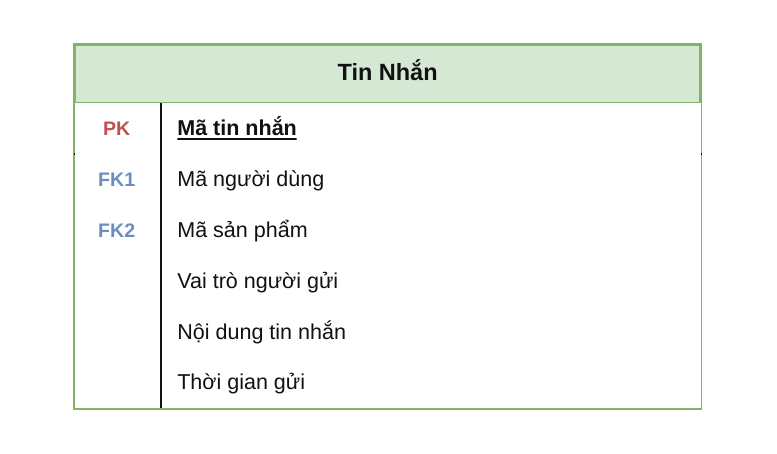 Tin Nhắn
PK Mã tin nhắn
FK1 Mã người dùng
FK2 Mã sản phẩm
Vai trò người gửi
Nội dung tin nhắn
Thời gian gửi